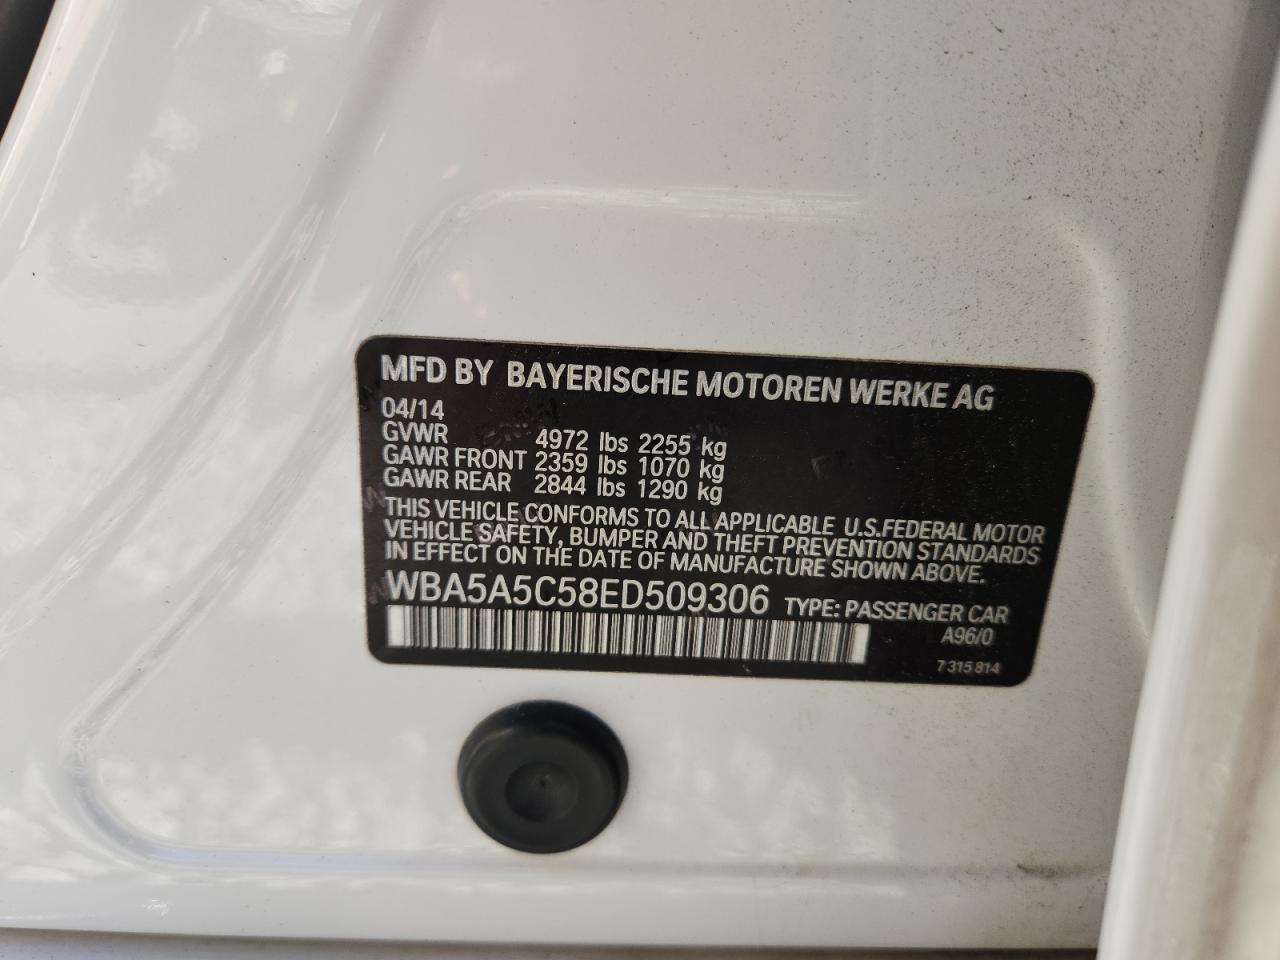 MFD BY BAYERISCHE MOTOREN WERKE AG
04/14
GVWR 4972 lbs 2255 kg
GAWR FRONT 2359 lbs 1070 kg
GAWR REAR 2844 lbs 1290 kg
THIS VEHICLE CONFORMS TO ALL APPLICABLE U.S.FEDERAL MOTOR
VEHICLE SAFETY, BUMPER AND THEFT PREVENTION STANDARDS
IN EFFECT ON THE DATE OF MANUFACTURE SHOWN ABOVE.
WBA5A5C58ED509306 TYPE: PASSENGER CAR
A96/0
7 315 814